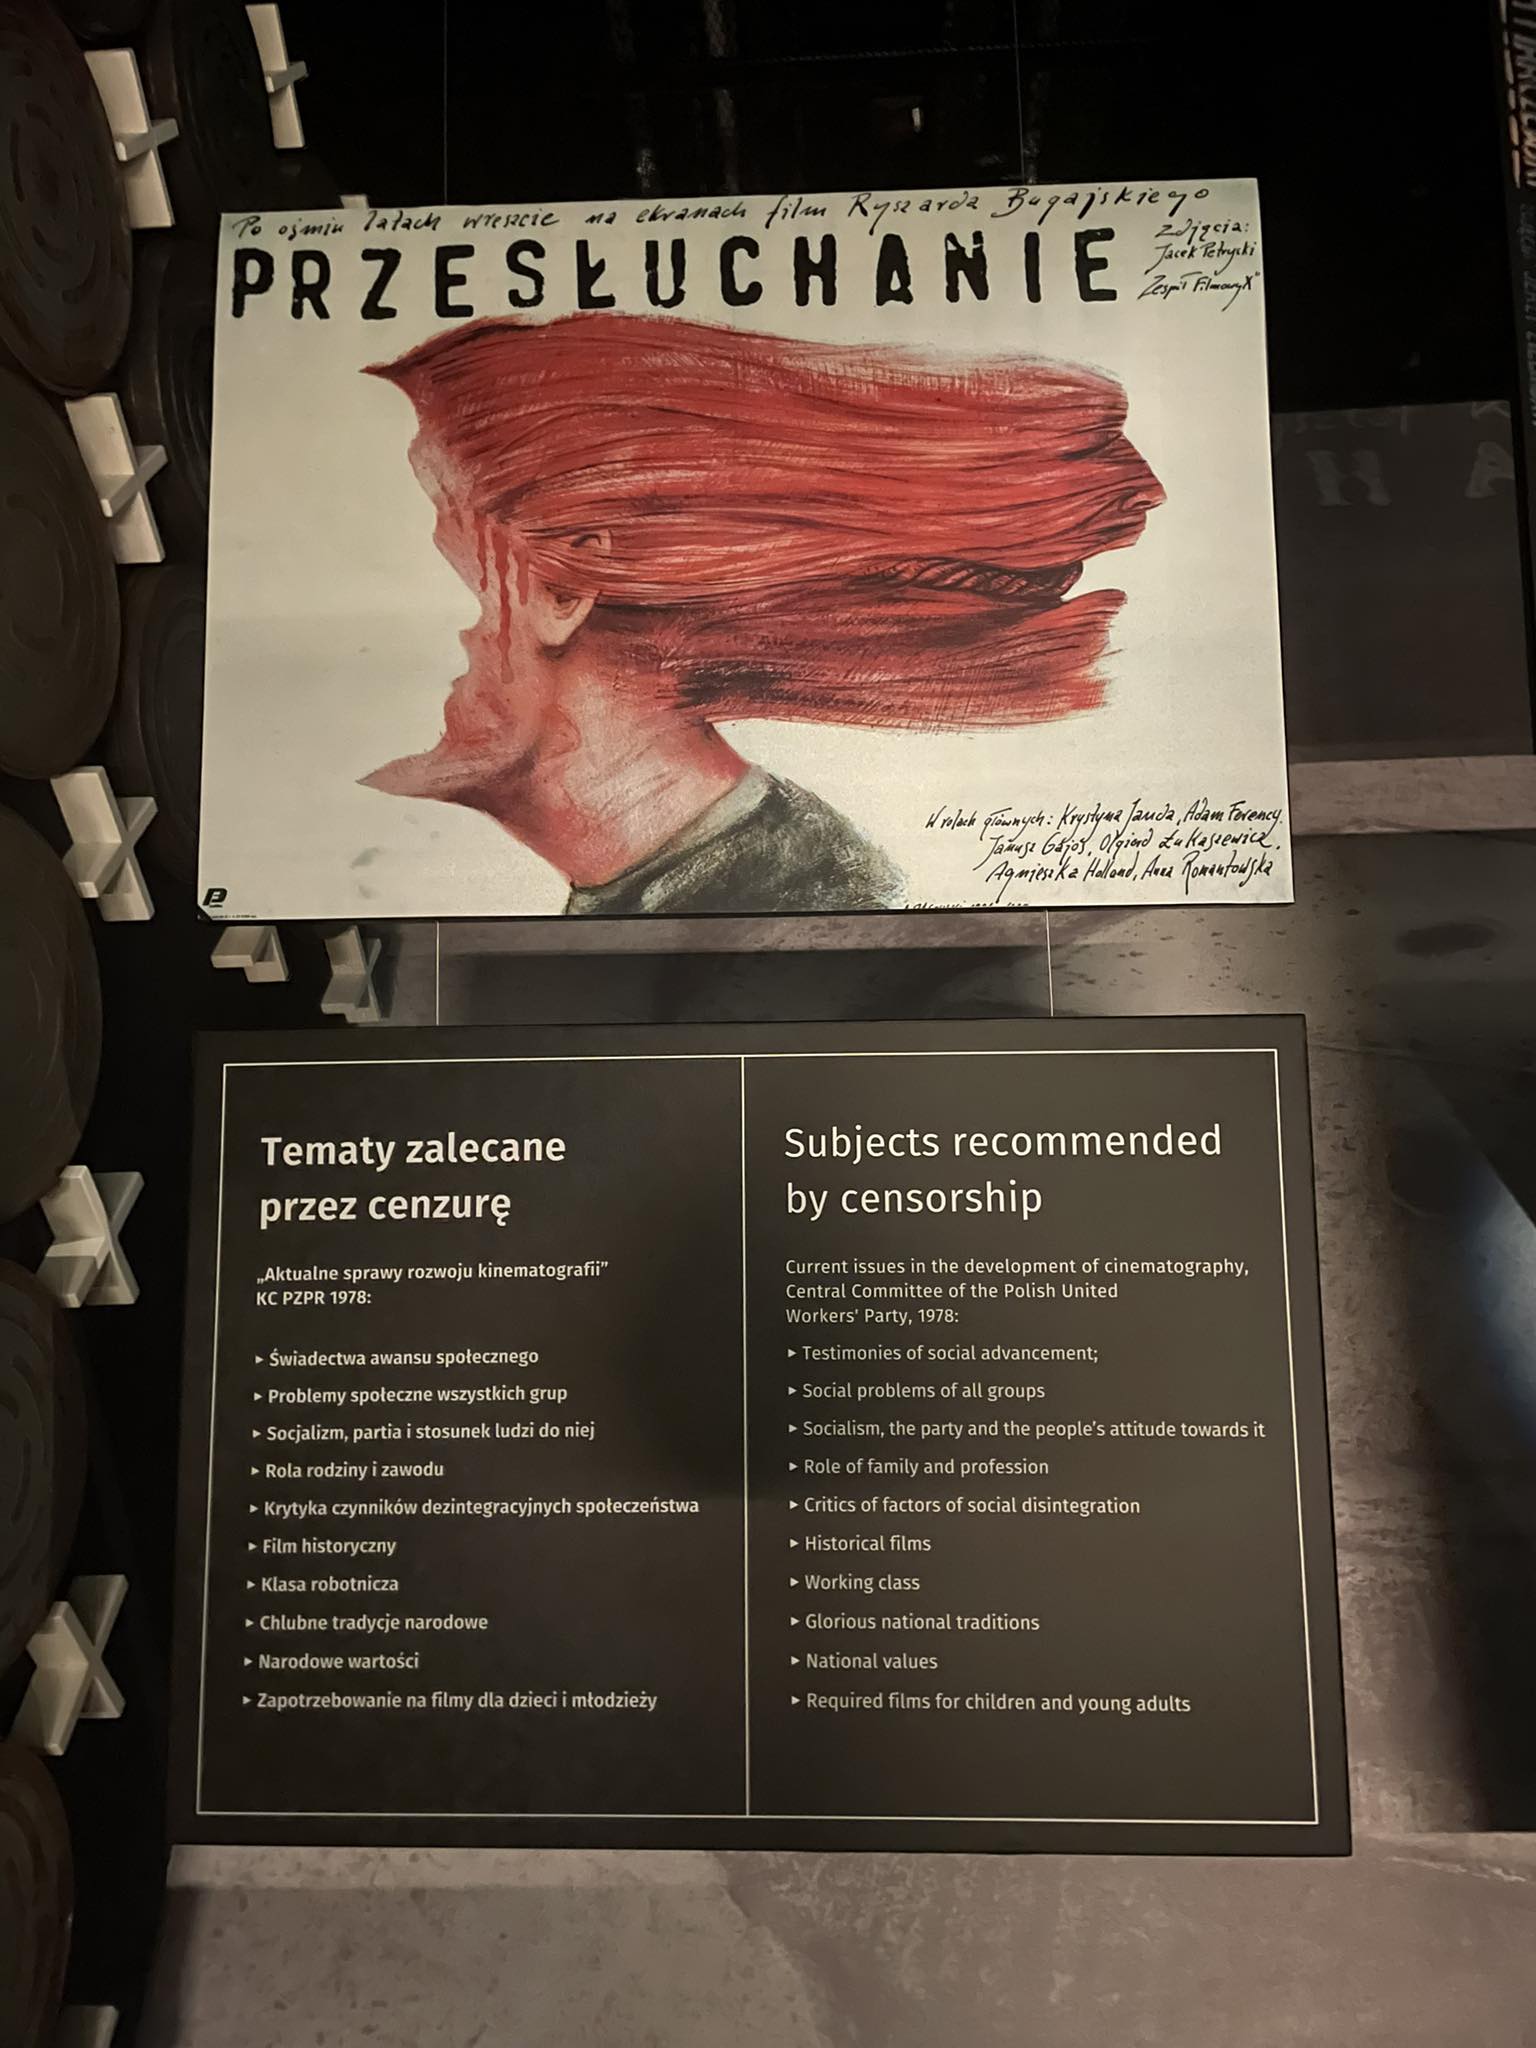 Po ośmiu latach wreszcie na ekranach film Ryszarda Bugajskiego
PRZESŁUCHANIE
Zdjęcia:
Jacek Petrycki
Zespół Filmowy "X"
W rolach głównych: Krystyna Janda, Adam Ferency,
Janusz Gajos, Olgierd Łukaszewicz,
Agnieszka Holland, Anna Romantowska
Tematy zalecane
przez cenzurę
„Aktualne sprawy rozwoju kinematografii”
KC PZPR 1978:
▸ Świadectwa awansu społecznego
▸ Problemy społeczne wszystkich grup
▸ Socjalizm, partia i stosunek ludzi do niej
▸ Rola rodziny i zawodu
▸ Krytyka czynników dezintegracyjnych społeczeństwa
▸ Film historyczny
▸ Klasa robotnicza
▸ Chlubne tradycje narodowe
▸ Narodowe wartości
▸ Zapotrzebowanie na filmy dla dzieci i młodzieży
Subjects recommended
by censorship
Current issues in the development of cinematography,
Central Committee of the Polish United
Workers' Party, 1978:
▸ Testimonies of social advancement;
▸ Social problems of all groups
▸ Socialism, the party and the people's attitude towards it
▸ Role of family and profession
▸ Critics of factors of social disintegration
▸ Historical films
▸ Working class
▸ Glorious national traditions
▸ National values
▸ Required films for children and young adults